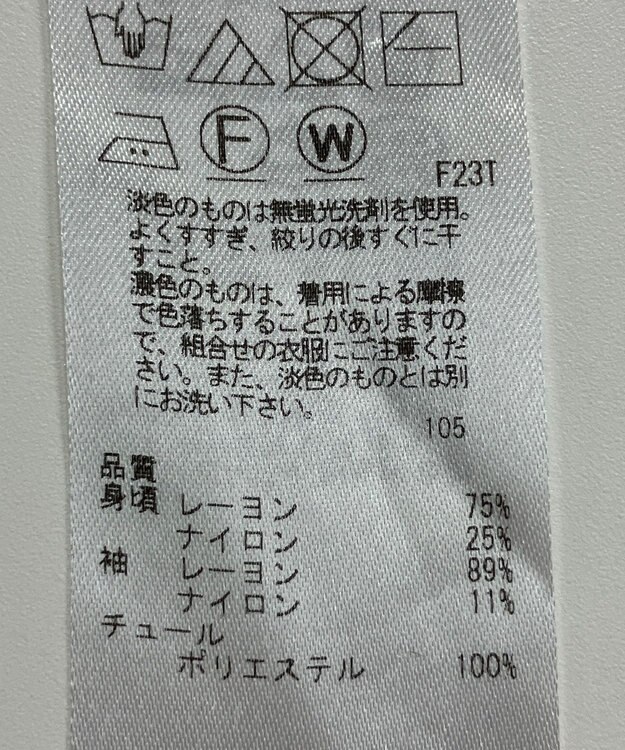 F W
F23T
淡色のものは無蛍光洗剤を使用。
よくすすぎ、絞りの後すぐに干
すこと。
濃色のものは、着用による摩擦
で色落ちすることがありますの
で、組合せの衣服にご注意くだ
さい。また、淡色のものとは別
にお洗い下さい。
105
品質
身頃 レーヨン 75%
ナイロン 25%
袖 レーヨン 89%
ナイロン 11%
チュール
ポリエステル 100%